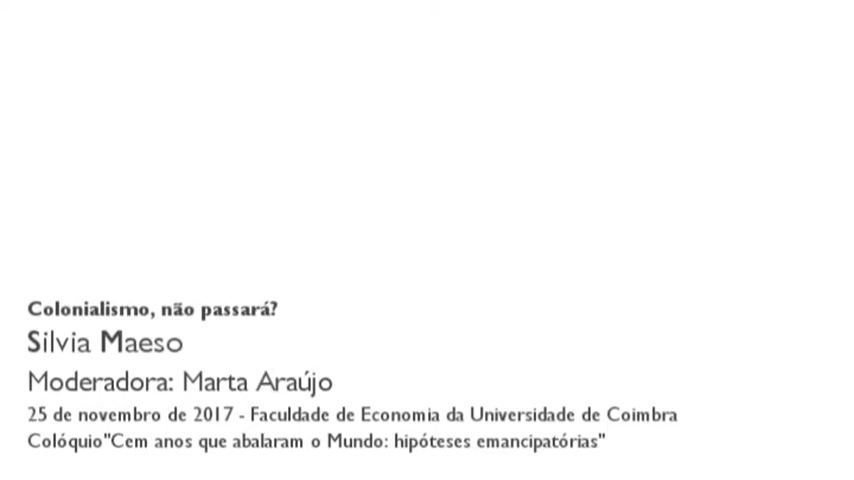 Colonialismo, não passará?
Silvia Maeso
Moderadora: Marta Araújo
25 de novembro de 2017 - Faculdade de Economia da Universidade de Coimbra
Colóquio"Cem anos que abalaram o Mundo: hipóteses emancipatórias"